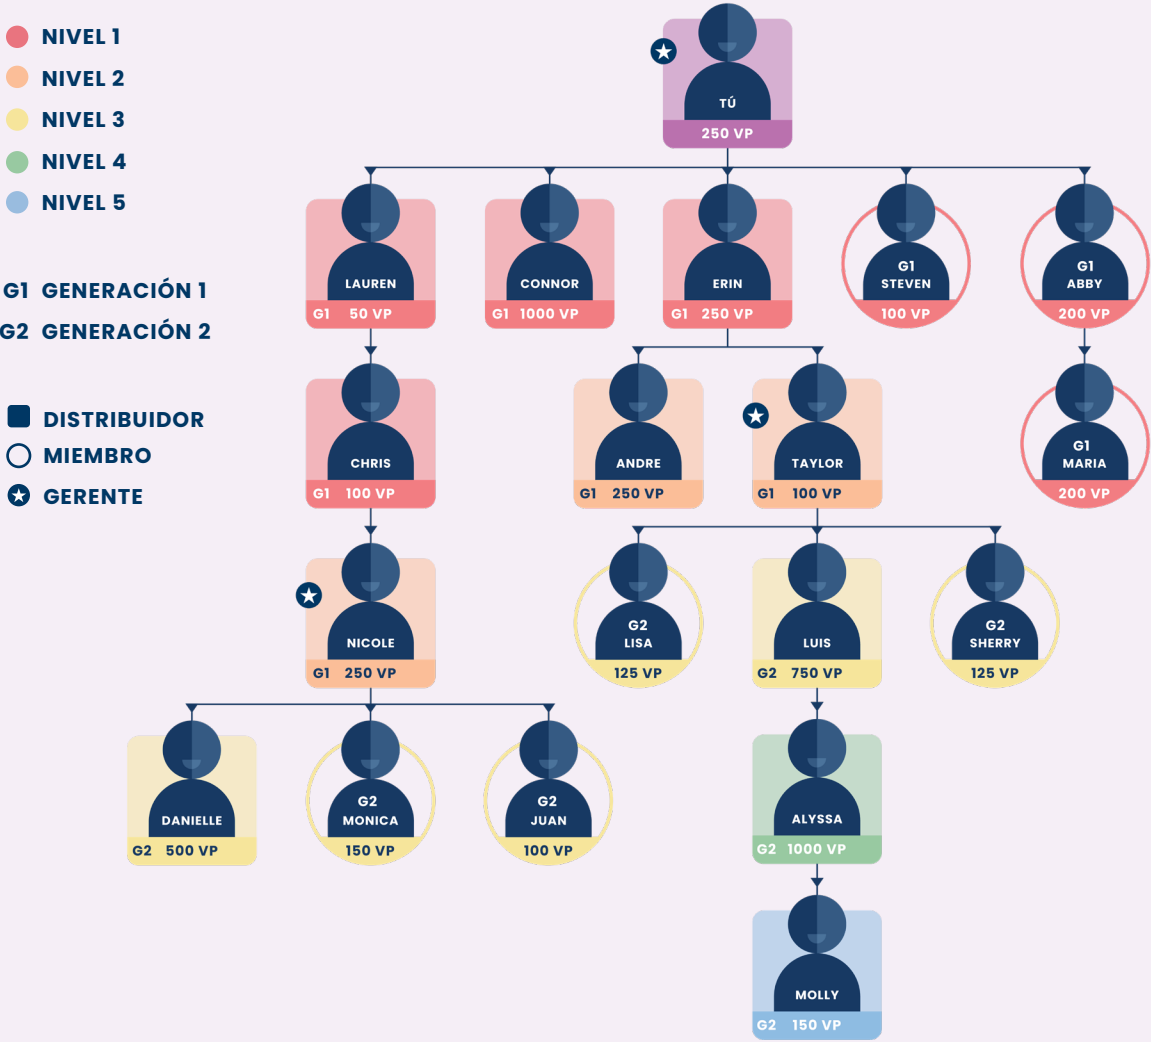 NIVEL 1
NIVEL 2
NIVEL 3
NIVEL 4
NIVEL 5
G1 GENERACIÓN 1
G2 GENERACIÓN 2
DISTRIBUIDOR
MIEMBRO
GERENTE
TÚ
250 VP
LAUREN
G1 50 VP
CONNOR
G1 1000 VP
ERIN
G1 250 VP
G1
STEVEN
100 VP
G1
ABBY
200 VP
CHRIS
G1 100 VP
ANDRE
G1 250 VP
TAYLOR
G1 100 VP
G1
MARIA
200 VP
NICOLE
G1 250 VP
G2
LISA
125 VP
LUIS
G2 750 VP
G2
SHERRY
125 VP
DANIELLE
G2 500 VP
G2
MONICA
150 VP
G2
JUAN
100 VP
ALYSSA
G2 1000 VP
MOLLY
G2 150 VP